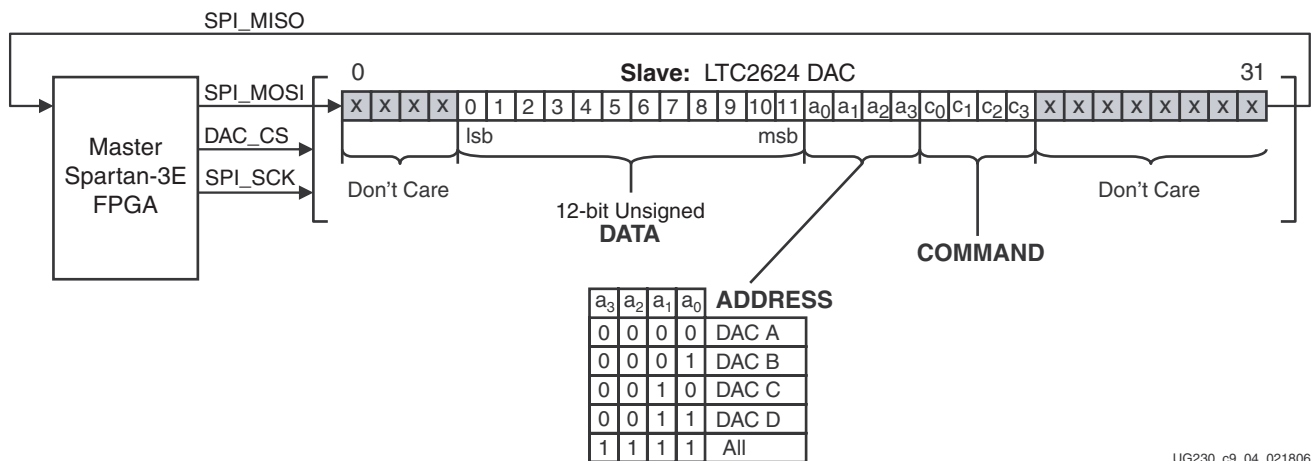 SPI_MISO
0 Slave: LTC2624 DAC 31
SPI_MOSI
X X X X 0 1 2 3 4 5 6 7 8 9 10 11 a0 a1 a2 a3 c0 c1 c2 c3 X X X X X X X X
lsb msb
DAC_CS
Master
Spartan-3E
FPGA
SPI_SCK
Don't Care
12-bit Unsigned
DATA
COMMAND
Don't Care
a3 a2 a1 a0 ADDRESS
0 0 0 0 DAC A
0 0 0 1 DAC B
0 0 1 0 DAC C
0 0 1 1 DAC D
1 1 1 1 All
UG230_c9_04_021806